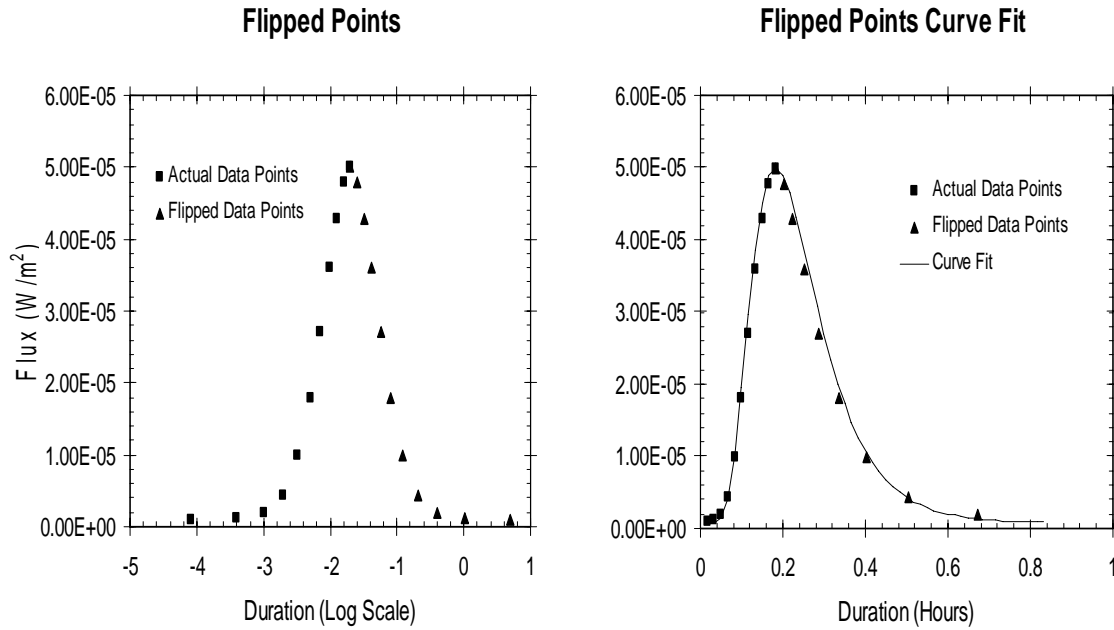 Flipped Points
Flux (W/m²)
6.00E-05
5.00E-05
4.00E-05
3.00E-05
2.00E-05
1.00E-05
0.00E+00
Actual Data Points
Flipped Data Points
-5 -4 -3 -2 -1 0 1
Duration (Log Scale)
Flipped Points Curve Fit
6.00E-05
5.00E-05
4.00E-05
3.00E-05
2.00E-05
1.00E-05
0.00E+00
Actual Data Points
Flipped Data Points
Curve Fit
0 0.2 0.4 0.6 0.8 1
Duration (Hours)